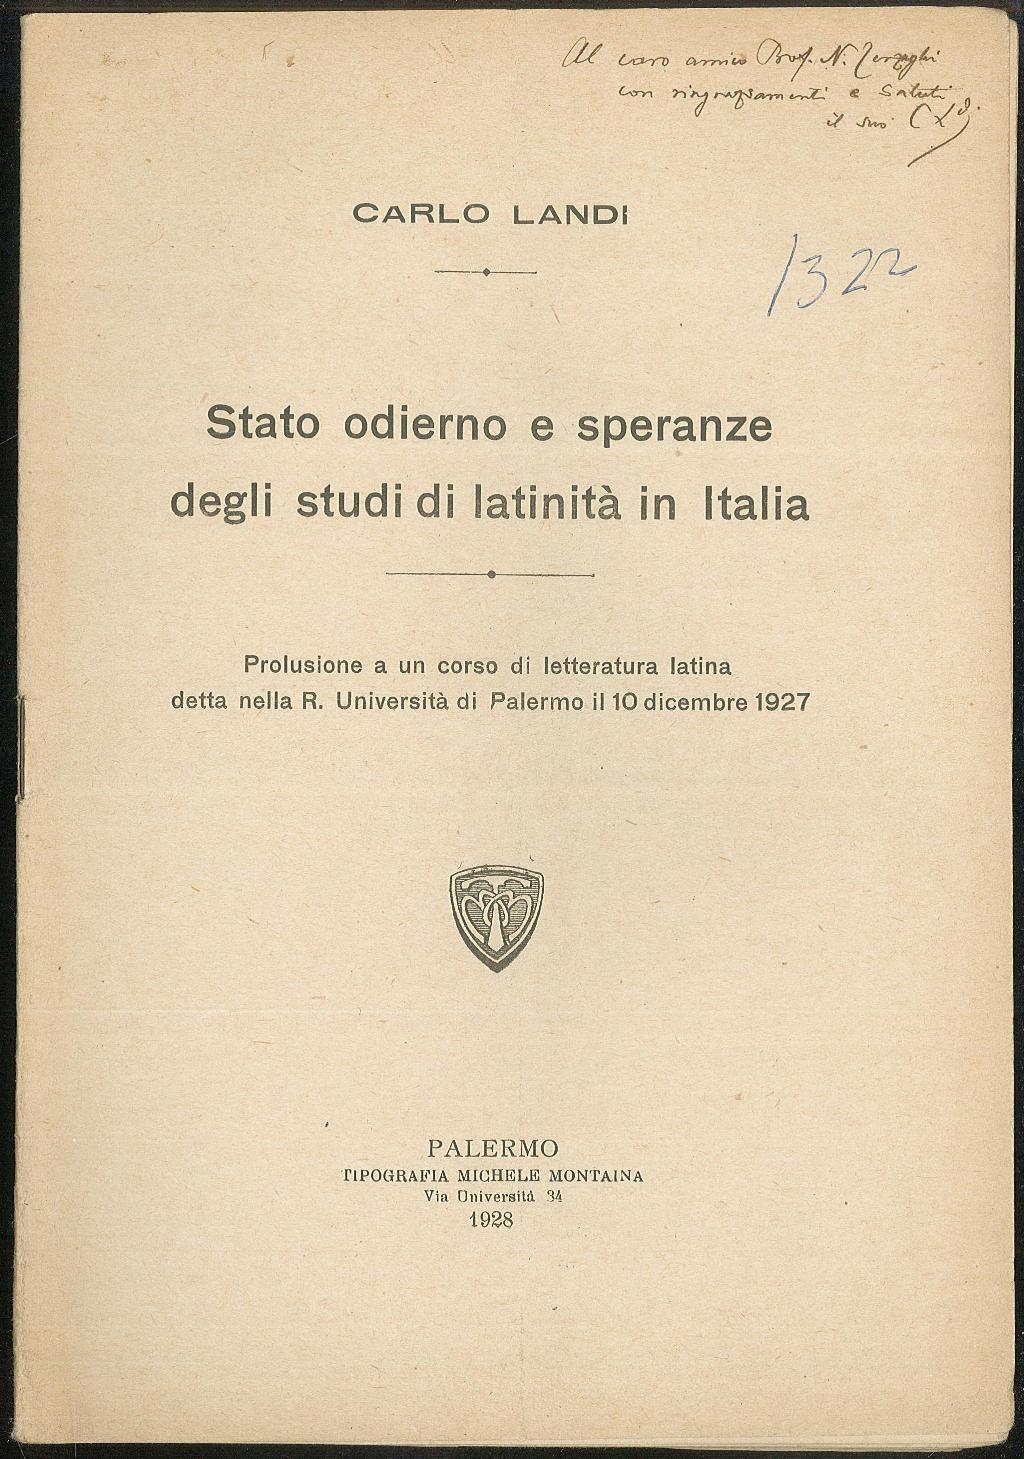 Al caro amico Prof. N. Terzaghi
con ringraziamenti e saluti
il suo
CARLO LANDI
1322
Stato odierno e speranze
degli studi di latinità in Italia
Prolusione a un corso di letteratura latina
detta nella R. Università di Palermo il 10 dicembre 1927
PALERMO
TIPOGRAFIA MICHELE MONTAINA
Via Università 34
1928